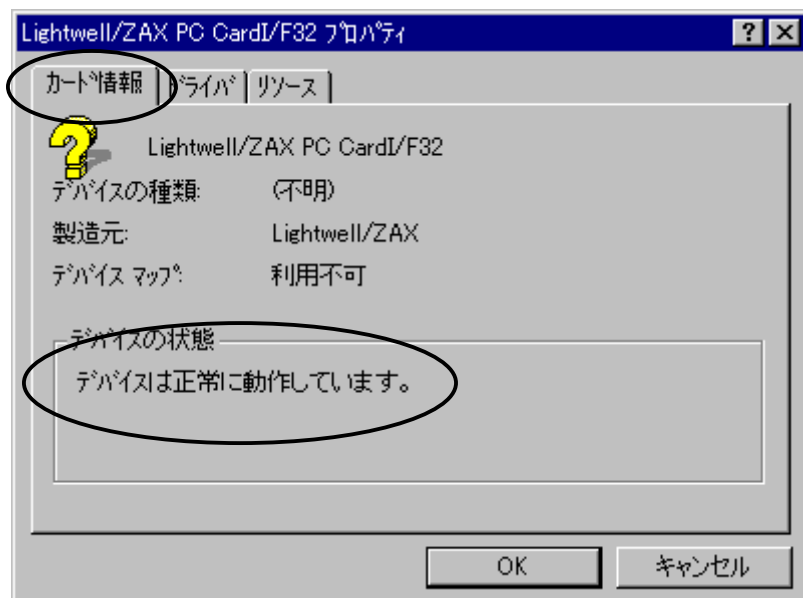 Lightwell/ZAX PC CardI/F32 ﾌﾟﾛﾊﾟﾃｨ
ｶｰﾄﾞ情報 ﾄﾞﾗｲﾊﾞ ﾘｿｰｽ
Lightwell/ZAX PC CardI/F32
ﾃﾞﾊﾞｲｽの種類: (不明)
製造元: Lightwell/ZAX
ﾃﾞﾊﾞｲｽ ﾏｯﾌﾟ: 利用不可
ﾃﾞﾊﾞｲｽの状態
ﾃﾞﾊﾞｲｽは正常に動作しています。
OK ｷｬﾝｾﾙ